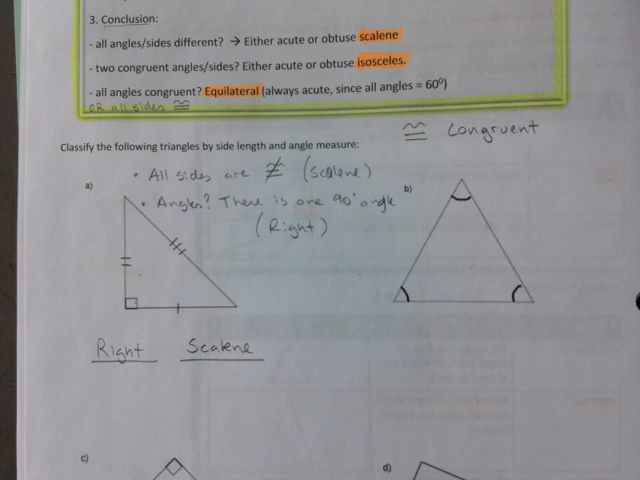 3. Conclusion:
- all angles/sides different? → Either acute or obtuse scalene
- two congruent angles/sides? Either acute or obtuse isosceles.
- all angles congruent? Equilateral (always acute, since all angles = 60⁰)
OR all sides ≅
≅ Congruent
Classify the following triangles by side length and angle measure:
• All sides are ≇ (scalene)
a)
• Angles? There is one 90° angle
b)
(Right)
Right Scalene
c)
d)